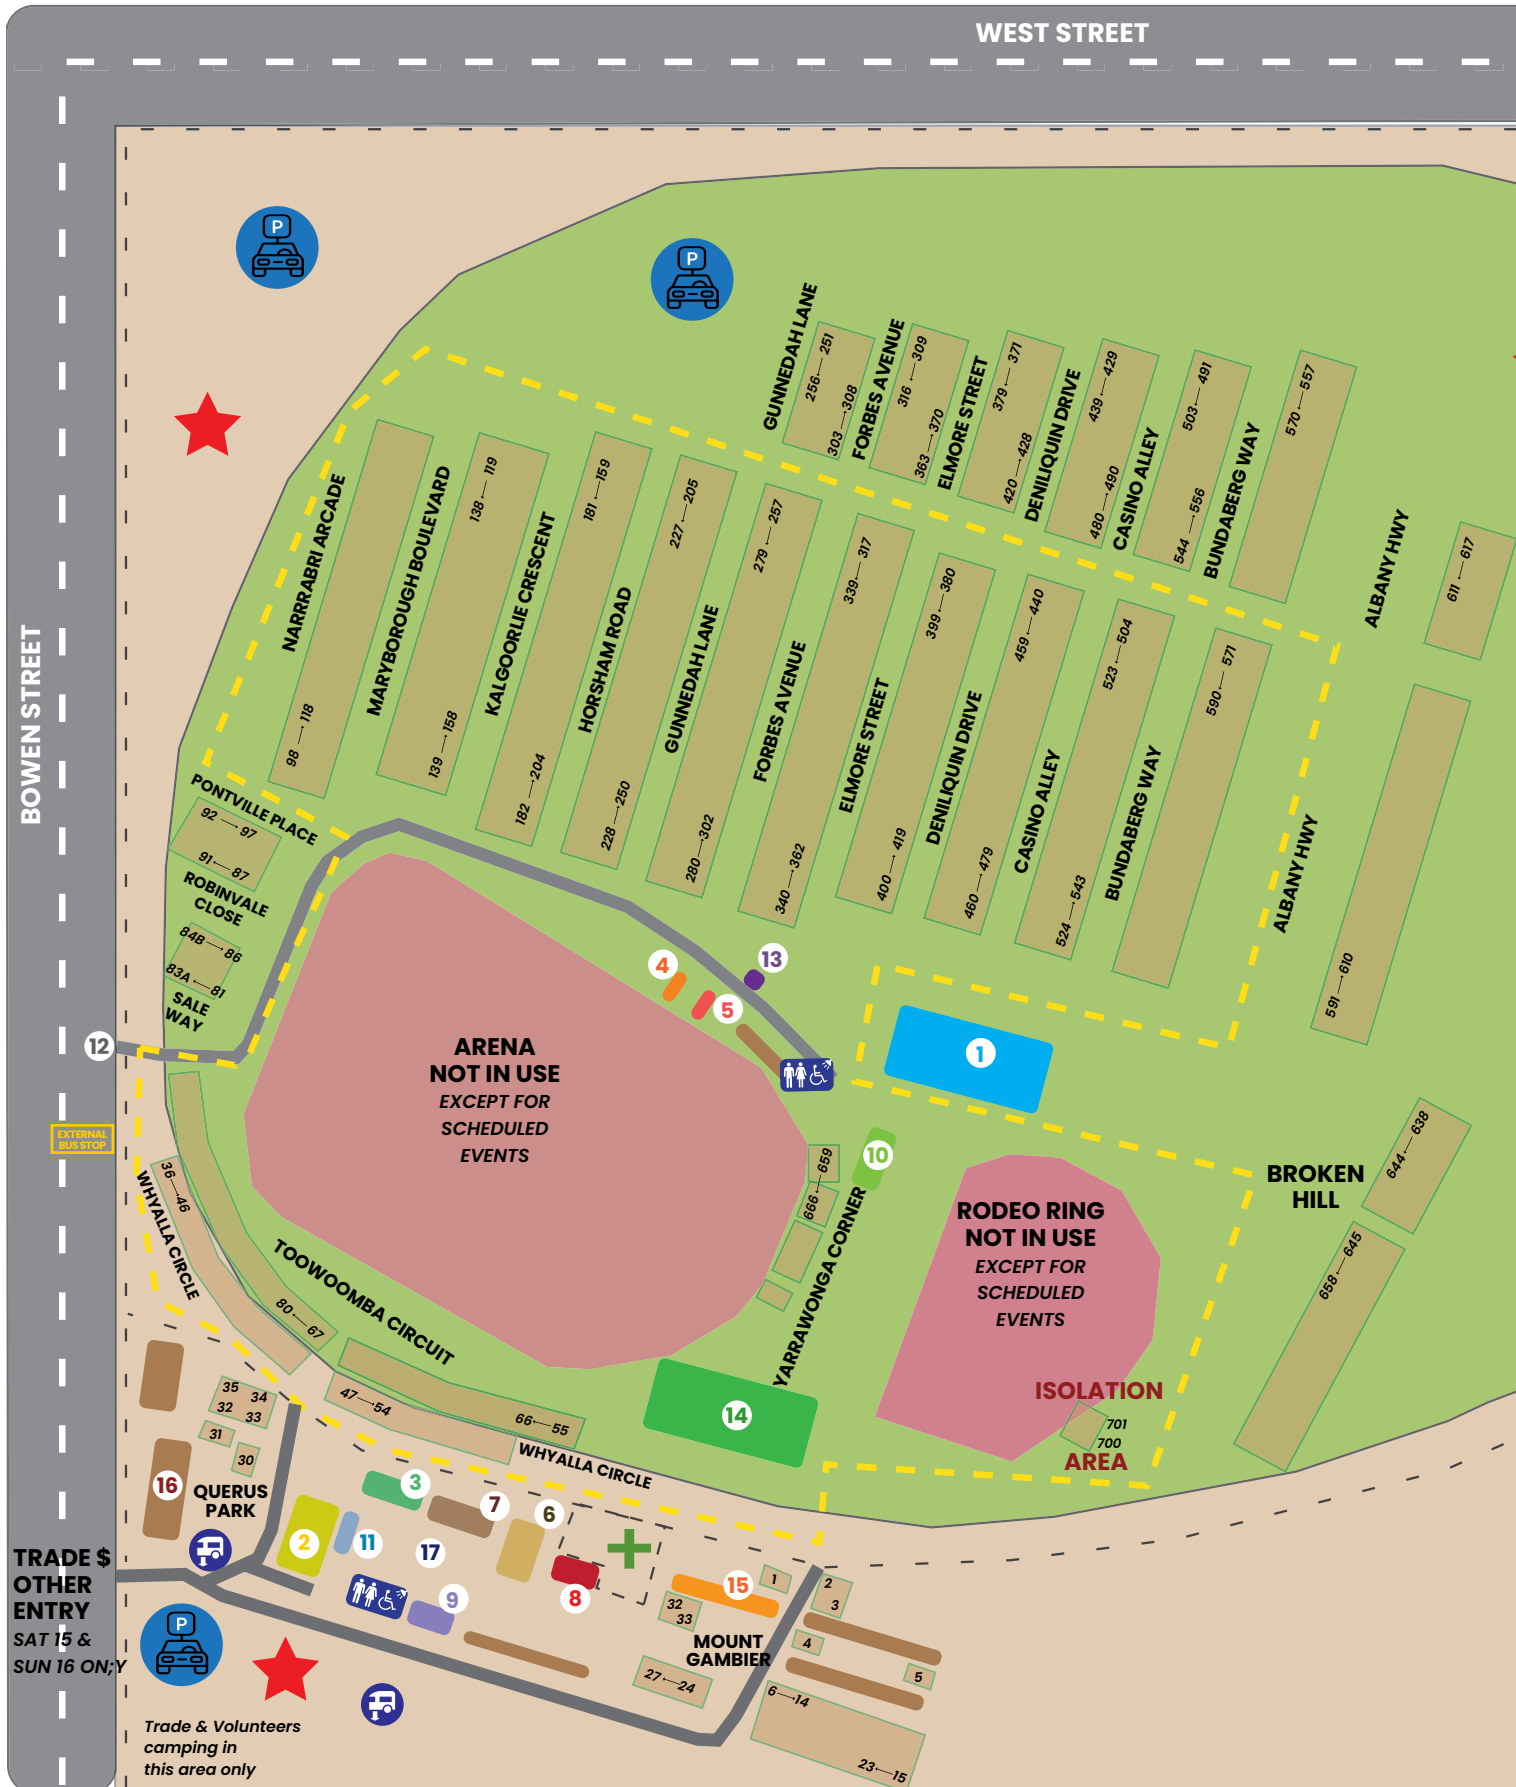 WEST STREET
BOWEN STREET
P
P
GUNNEDAH LANE
256 251
303 308
FORBES AVENUE
316 309
363 370
ELMORE STREET
379 371
420 428
DENILIQUIN DRIVE
439 429
480 490
CASINO ALLEY
503 491
544 556
BUNDABERG WAY
570 557
ALBANY HWY
611 617
NARRABRI ARCADE
98 118
MARYBOROUGH BOULEVARD
138 119
139 158
KALGOORLIE CRESCENT
181 159
182 204
HORSHAM ROAD
227 205
228 250
GUNNEDAH LANE
279 257
280 302
FORBES AVENUE
339 317
340 362
ELMORE STREET
399 380
400 419
DENILIQUIN DRIVE
459 440
460 479
CASINO ALLEY
523 504
524 543
BUNDABERG WAY
590 571
ALBANY HWY
591 610
PONTVILLE PLACE
92 97
91 87
ROBINVALE
CLOSE
84B 86
83A 81
SALE
WAY
12
EXTERNAL
BUS STOP
4
13
5
1
ARENA
NOT IN USE
EXCEPT FOR
SCHEDULED
EVENTS
10
666 659
YARRAWONGA CORNER
RODEO RING
NOT IN USE
EXCEPT FOR
SCHEDULED
EVENTS
BROKEN
HILL
644 638
658 645
ISOLATION
701
700
AREA
36 46
WHYALLA CIRCLE
TOOWOOMBA CIRCUIT
80 67
47 54
66 55
WHYALLA CIRCLE
14
35 34
32 33
31
30
16
QUERUS
PARK
3
7
6
2
11
17
8
9
15
1
2
3
32
33
4
5
MOUNT
GAMBIER
27 24
6 14
23 15
TRADE $
OTHER
ENTRY
SAT 15 &
SUN 16 ON;Y
P
Trade & Volunteers
camping in
this area only